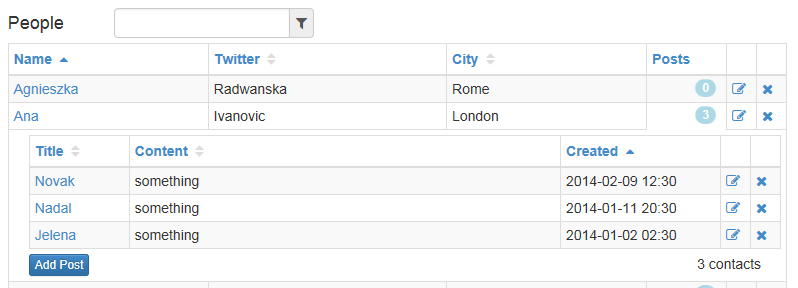 People
Name Twitter City Posts
Agnieszka Radwanska Rome 0
Ana Ivanovic London 3
Title Content Created
Novak something 2014-02-09 12:30
Nadal something 2014-01-11 20:30
Jelena something 2014-01-02 02:30
Add Post 3 contacts